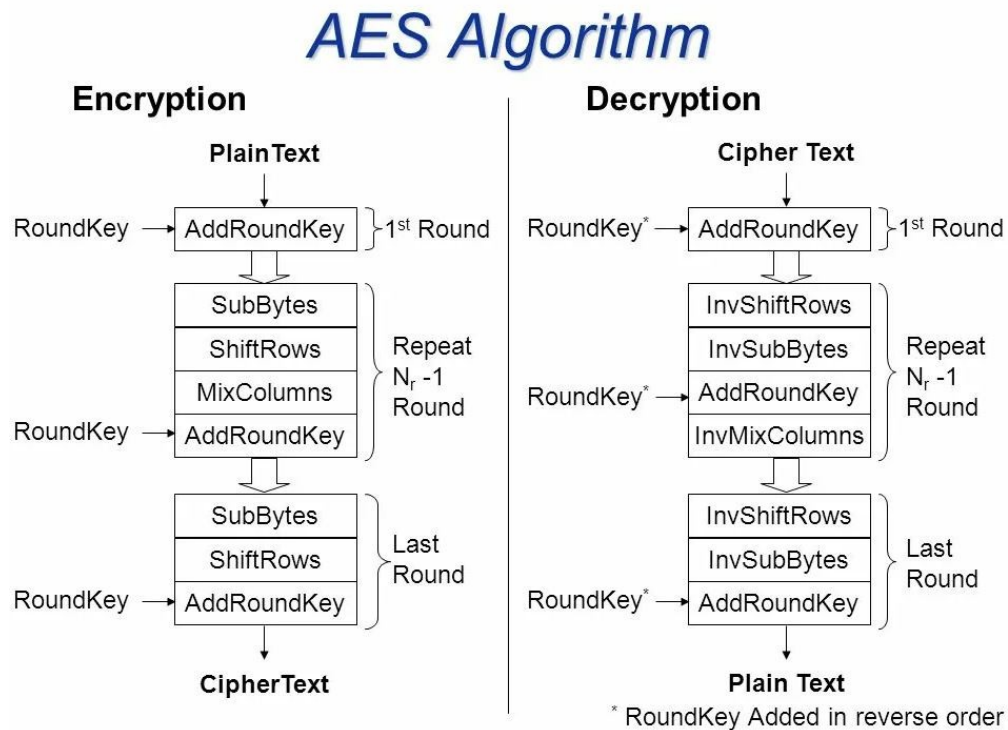 AES Algorithm
Encryption
PlainText
RoundKey
AddRoundKey
1st Round
SubBytes
ShiftRows
MixColumns
RoundKey
AddRoundKey
Repeat
Nr -1
Round
SubBytes
ShiftRows
RoundKey
AddRoundKey
Last
Round
CipherText
Decryption
Cipher Text
RoundKey*
AddRoundKey
1st Round
InvShiftRows
InvSubBytes
RoundKey*
AddRoundKey
InvMixColumns
Repeat
Nr -1
Round
InvShiftRows
InvSubBytes
RoundKey*
AddRoundKey
Last
Round
Plain Text
* RoundKey Added in reverse order